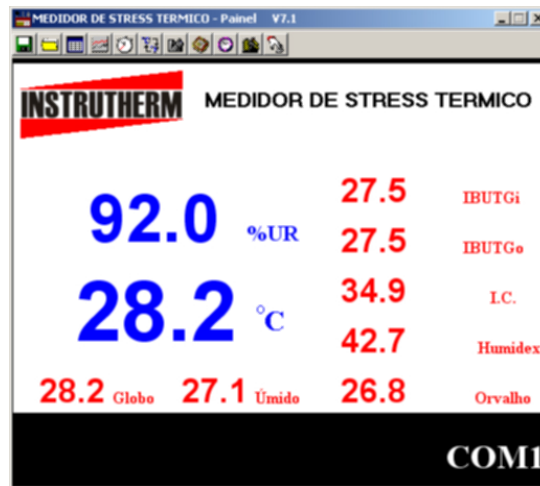 MEDIDOR DE STRESS TERMICO - Painel V7.1
INSTRUTHERM MEDIDOR DE STRESS TERMICO
92.0 %UR
28.2 °C
27.5 IBUTGi
27.5 IBUTGo
34.9 I.C.
42.7 Humidex
28.2 Globo 27.1 Úmido 26.8 Orvalho
COM1